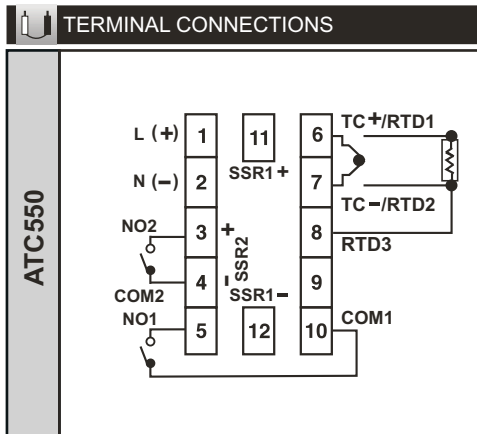 TERMINAL CONNECTIONS
ATC550
L (+) 1 11 6 TC+/RTD1
SSR1+
N (−) 2 7 TC−/RTD2
NO2 3 + 8 RTD3
SSR2
COM2 4 - 9
SSR1−
NO1 5 12 10 COM1